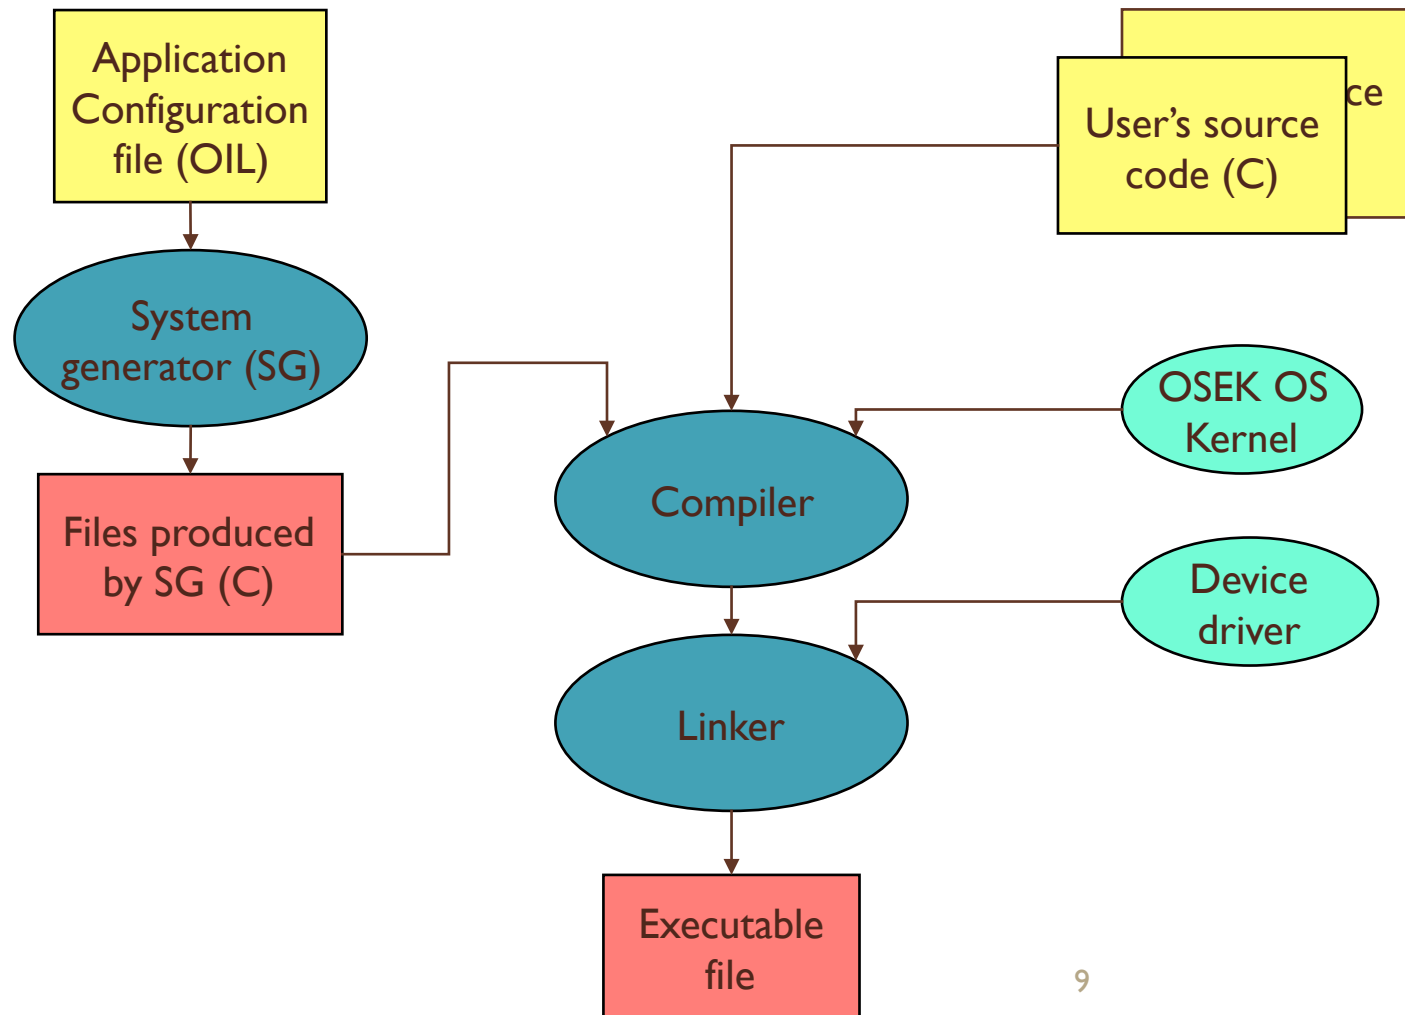 Application
Configuration
file (OIL)
ce
User’s source
code (C)
System
generator (SG)
OSEK OS
Kernel
Compiler
Files produced
by SG (C)
Device
driver
Linker
Executable
file
9